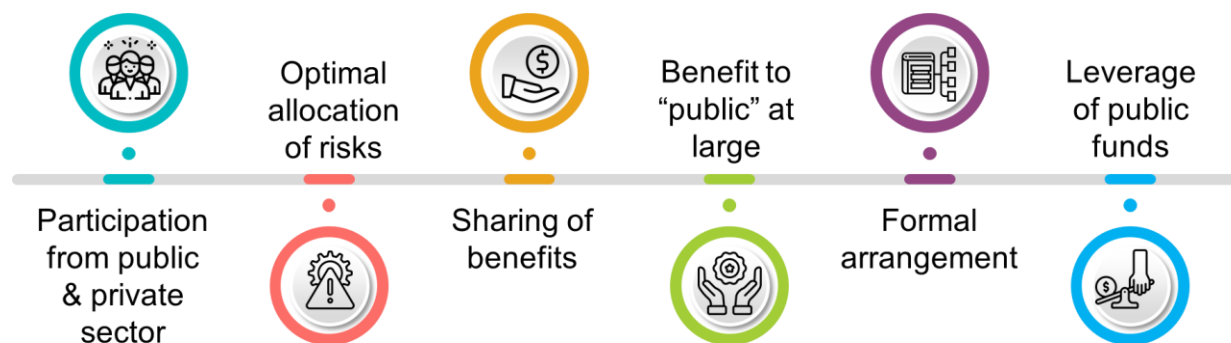 Participation
from public
& private
sector
Optimal
allocation
of risks
Sharing of
benefits
Benefit to
“public” at
large
Formal
arrangement
Leverage
of public
funds